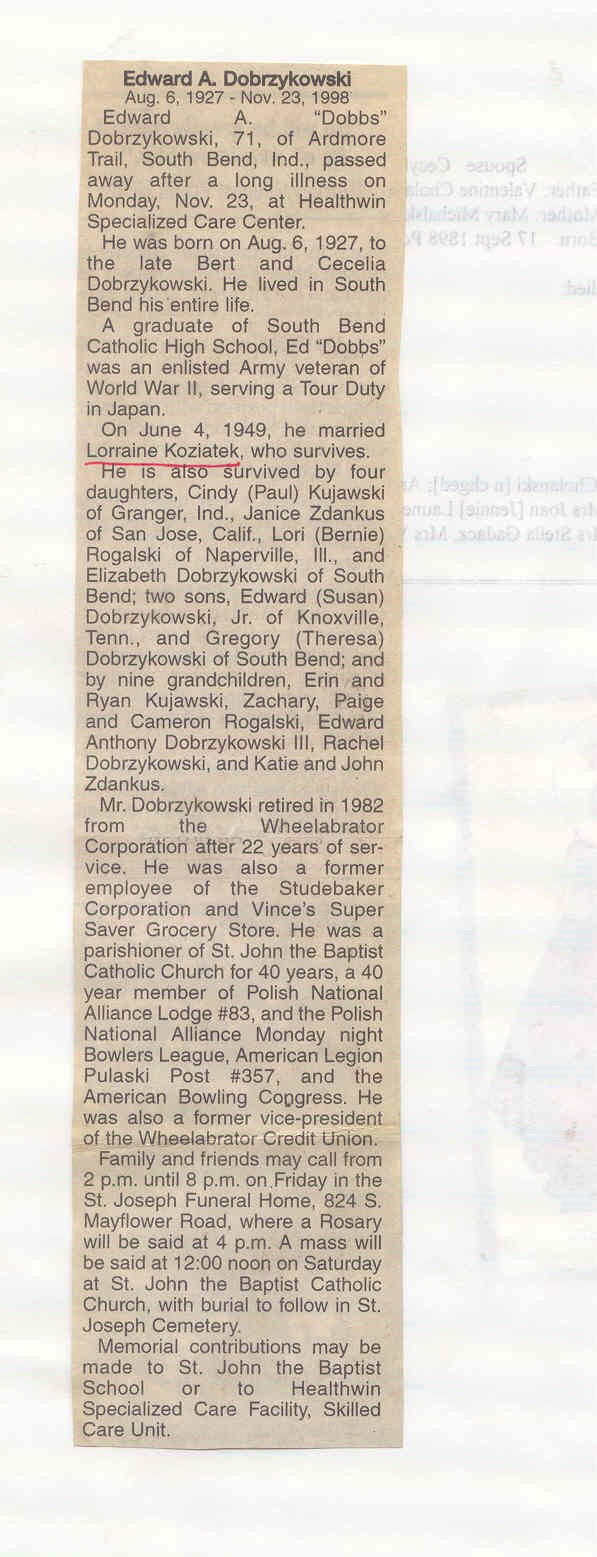 Edward A. Dobrzykowski
Aug. 6, 1927 - Nov. 23, 1998
Edward A. “Dobbs”
Dobrzykowski, 71, of Ardmore
Trail, South Bend, Ind., passed
away after a long illness on
Monday, Nov. 23, at Healthwin
Specialized Care Center.
He was born on Aug. 6, 1927, to
the late Bert and Cecelia
Dobrzykowski. He lived in South
Bend his entire life.
A graduate of South Bend
Catholic High School, Ed “Dobbs”
was an enlisted Army veteran of
World War II, serving a Tour Duty
in Japan.
On June 4, 1949, he married
Lorraine Koziatek, who survives.
He is also survived by four
daughters, Cindy (Paul) Kujawski
of Granger, Ind., Janice Zdankus
of San Jose, Calif., Lori (Bernie)
Rogalski of Naperville, Ill., and
Elizabeth Dobrzykowski of South
Bend; two sons, Edward (Susan)
Dobrzykowski, Jr. of Knoxville,
Tenn., and Gregory (Theresa)
Dobrzykowski of South Bend; and
by nine grandchildren, Erin and
Ryan Kujawski, Zachary, Paige
and Cameron Rogalski, Edward
Anthony Dobrzykowski III, Rachel
Dobrzykowski, and Katie and John
Zdankus.
Mr. Dobrzykowski retired in 1982
from the Wheelabrator
Corporation after 22 years of ser-
vice. He was also a former
employee of the Studebaker
Corporation and Vince’s Super
Saver Grocery Store. He was a
parishioner of St. John the Baptist
Catholic Church for 40 years, a 40
year member of Polish National
Alliance Lodge #83, and the Polish
National Alliance Monday night
Bowlers League, American Legion
Pulaski Post #357, and the
American Bowling Congress. He
was also a former vice-president
of the Wheelabrator Credit Union.
Family and friends may call from
2 p.m. until 8 p.m. on Friday in the
St. Joseph Funeral Home, 824 S.
Mayflower Road, where a Rosary
will be said at 4 p.m. A mass will
be said at 12:00 noon on Saturday
at St. John the Baptist Catholic
Church, with burial to follow in St.
Joseph Cemetery.
Memorial contributions may be
made to St. John the Baptist
School or to Healthwin
Specialized Care Facility, Skilled
Care Unit.